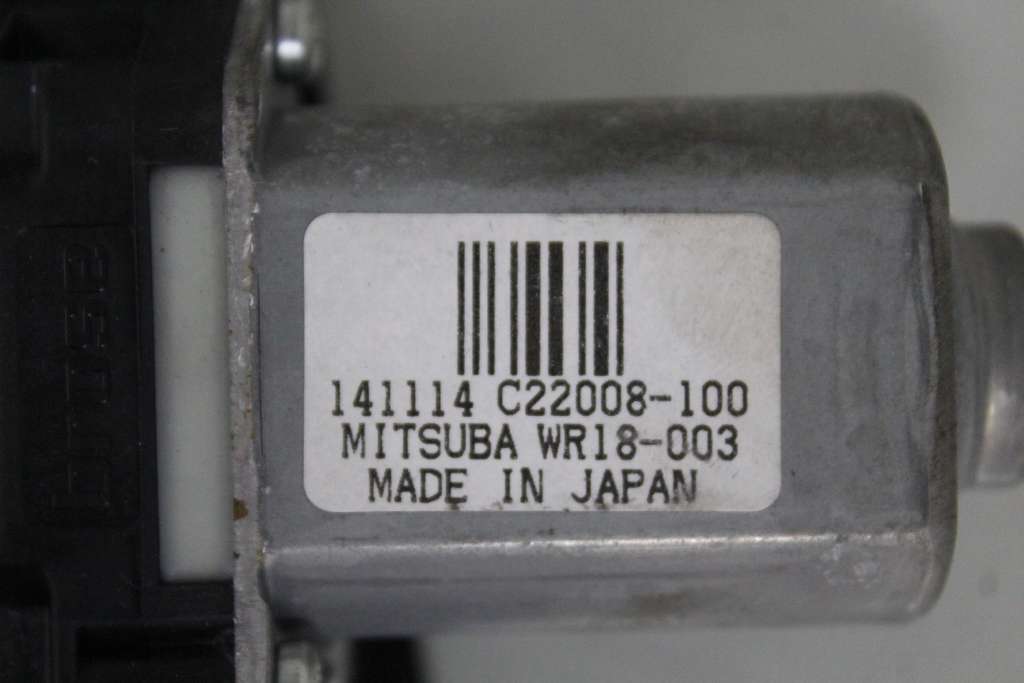 141114 C22008-100
MITSUBA WR18-003
MADE IN JAPAN